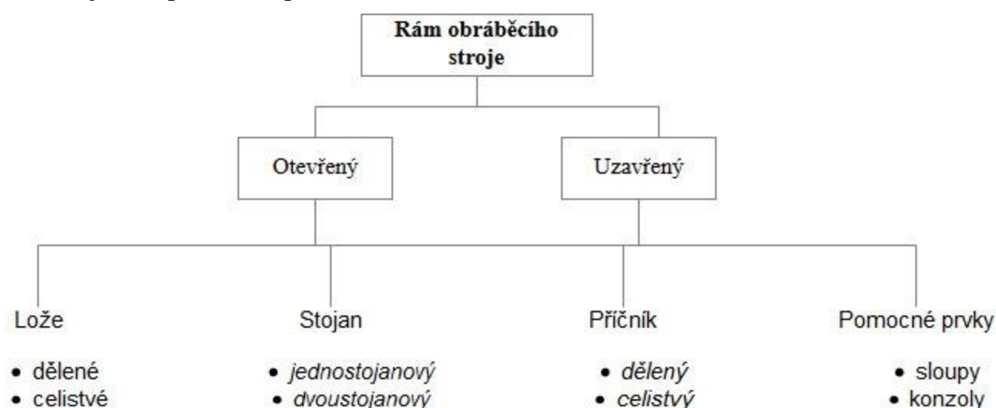 Rám obráběcího
stroje
Otevřený
Uzavřený
Lože
Stojan
Příčník
Pomocné prvky
• dělené
• celistvé
• jednostojanový
• dvoustojanový
• dělený
• celistvý
• sloupy
• konzoly